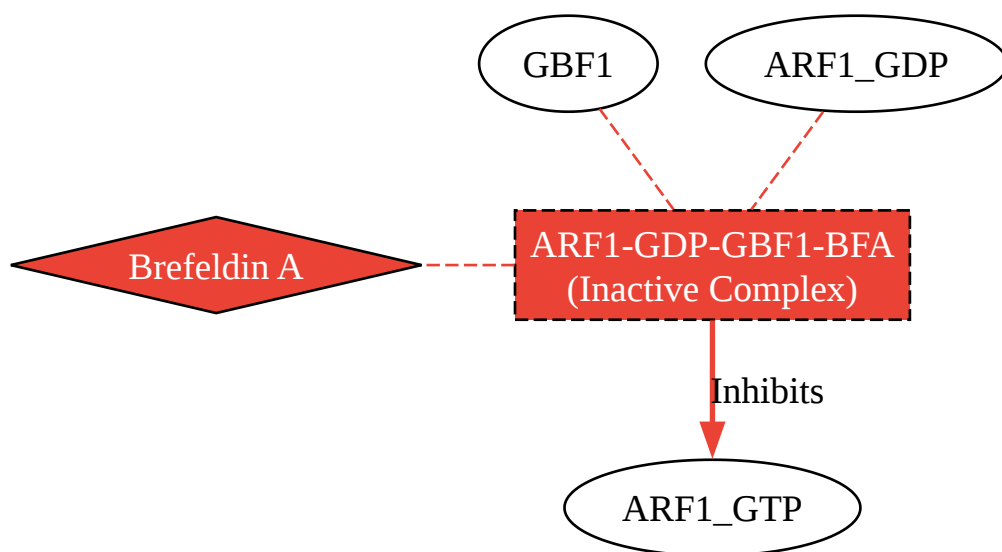 GBF1
ARF1_GDP
Brefeldin A
ARF1-GDP-GBF1-BFA
(Inactive Complex)
Inhibits
ARF1_GTP